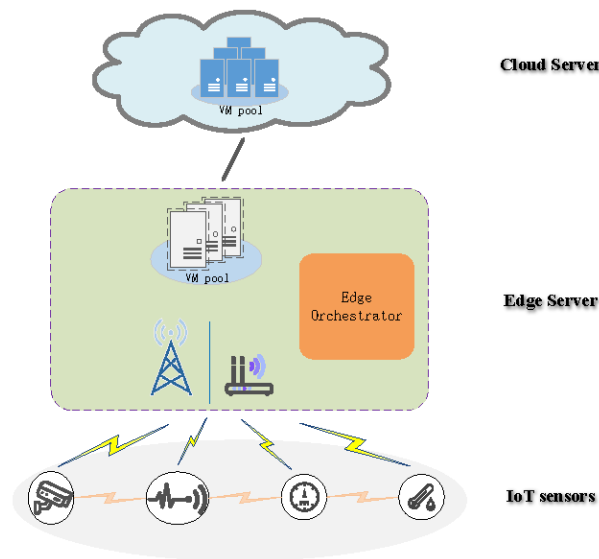 Cloud Server
VM pool
VM pool
Edge
Orchestrator
Edge Server
IoT sensors